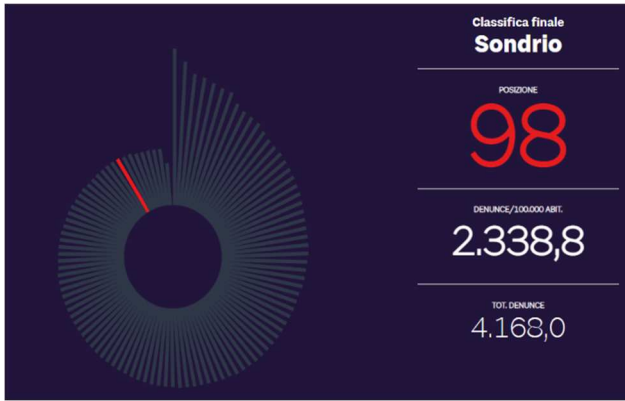 Classifica finale
Sondrio
POSIZIONE
98
DENUNCE/100.000 ABIT.
2.338,8
TOT. DENUNCE
4.168,0